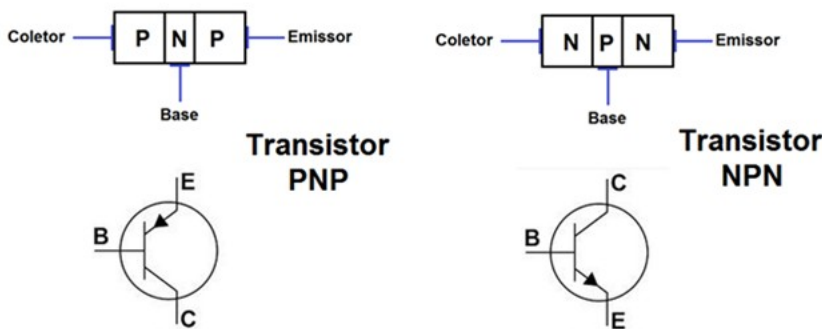 Coletor P N P Emissor
Base
Transistor
PNP
E
B
C
Coletor N P N Emissor
Base
Transistor
NPN
C
B
E